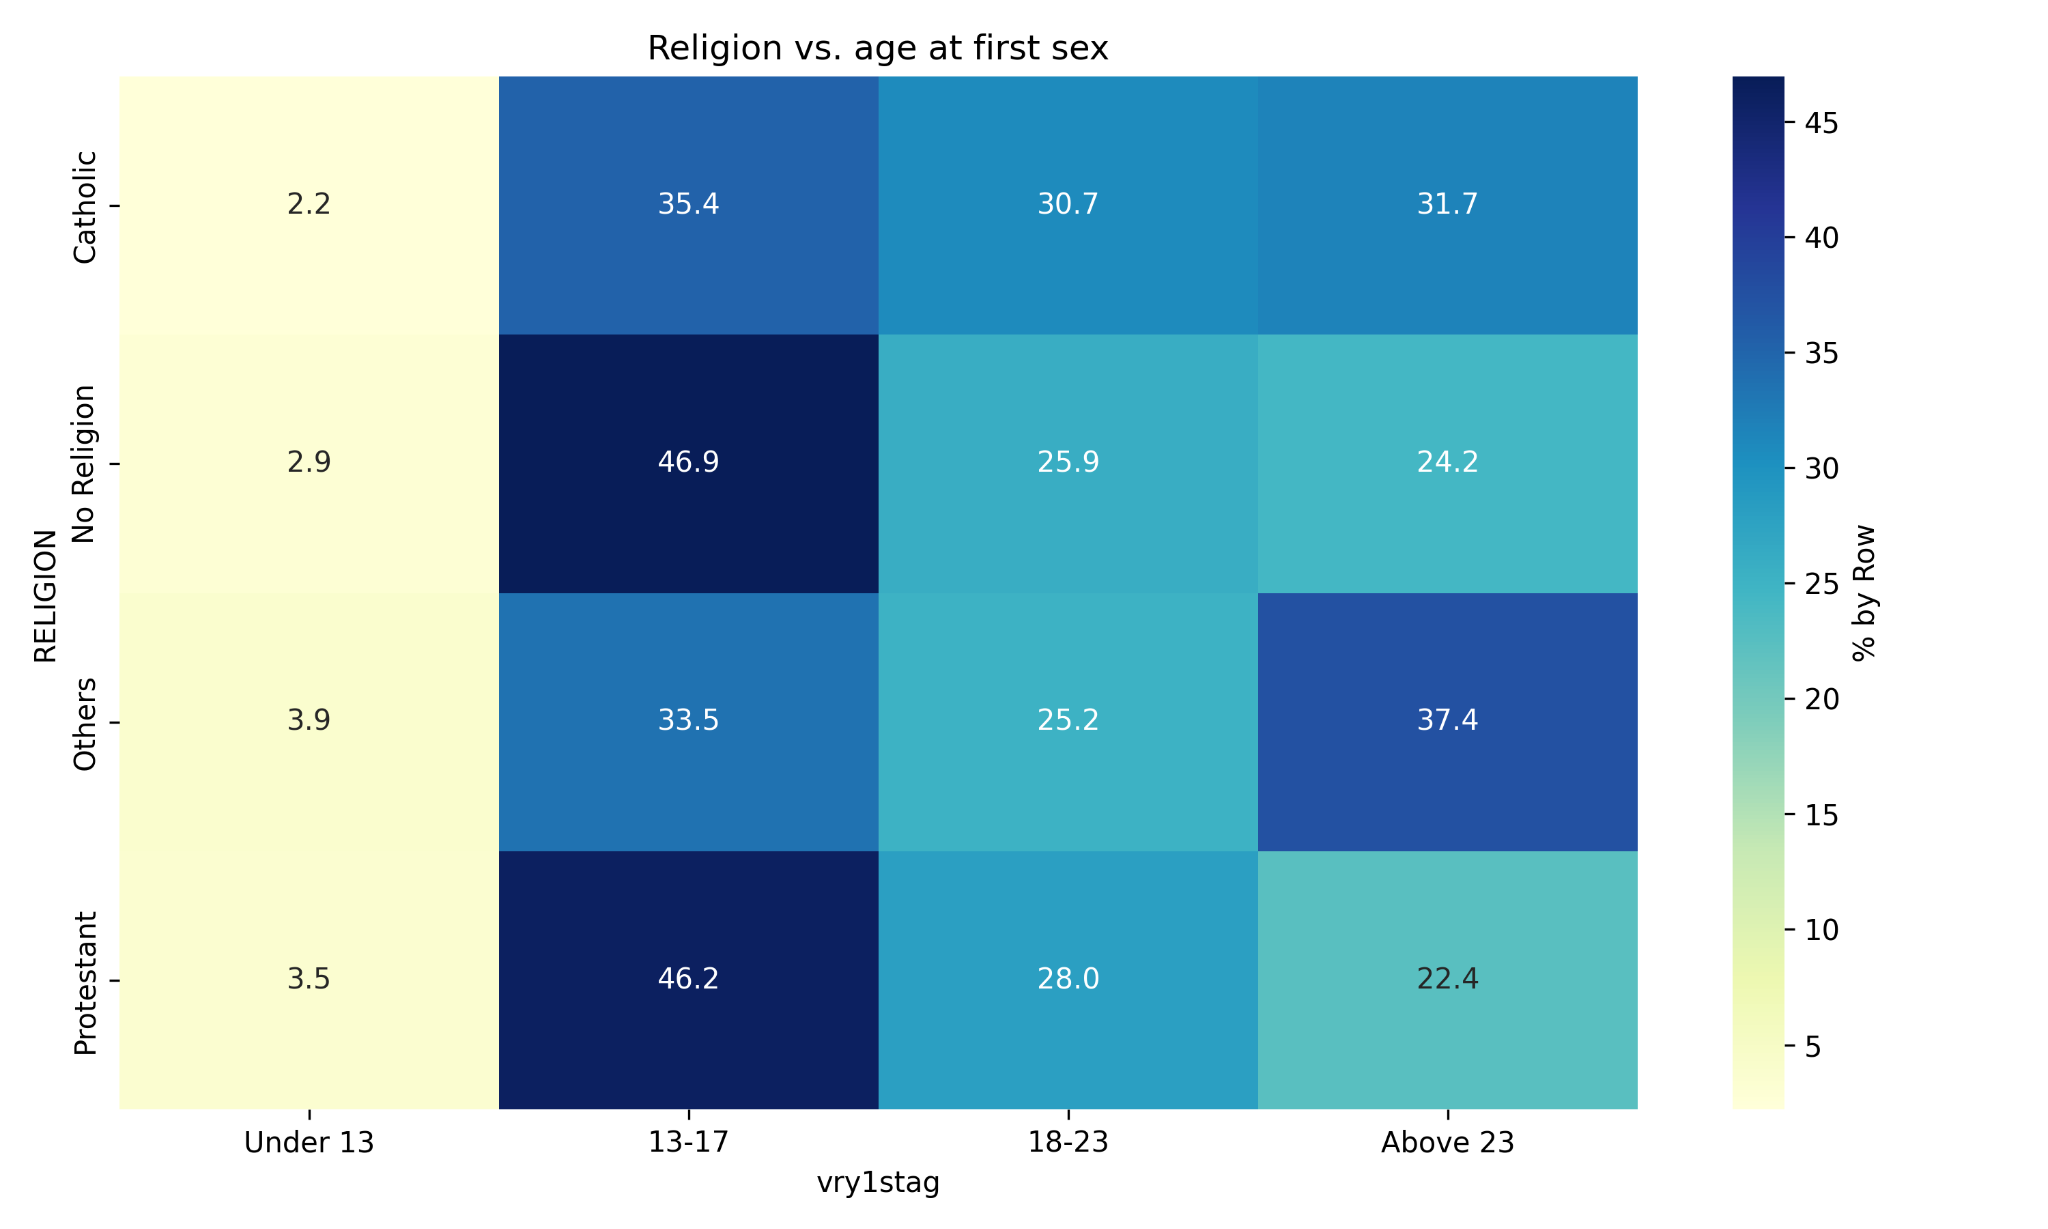 Religion vs. age at first sex
RELIGION
Catholic
2.2 35.4 30.7 31.7
No Religion
2.9 46.9 25.9 24.2
Others
3.9 33.5 25.2 37.4
Protestant
3.5 46.2 28.0 22.4
Under 13 13-17 18-23 Above 23
vry1stag
45
40
35
30
25
20
15
10
5
% by Row